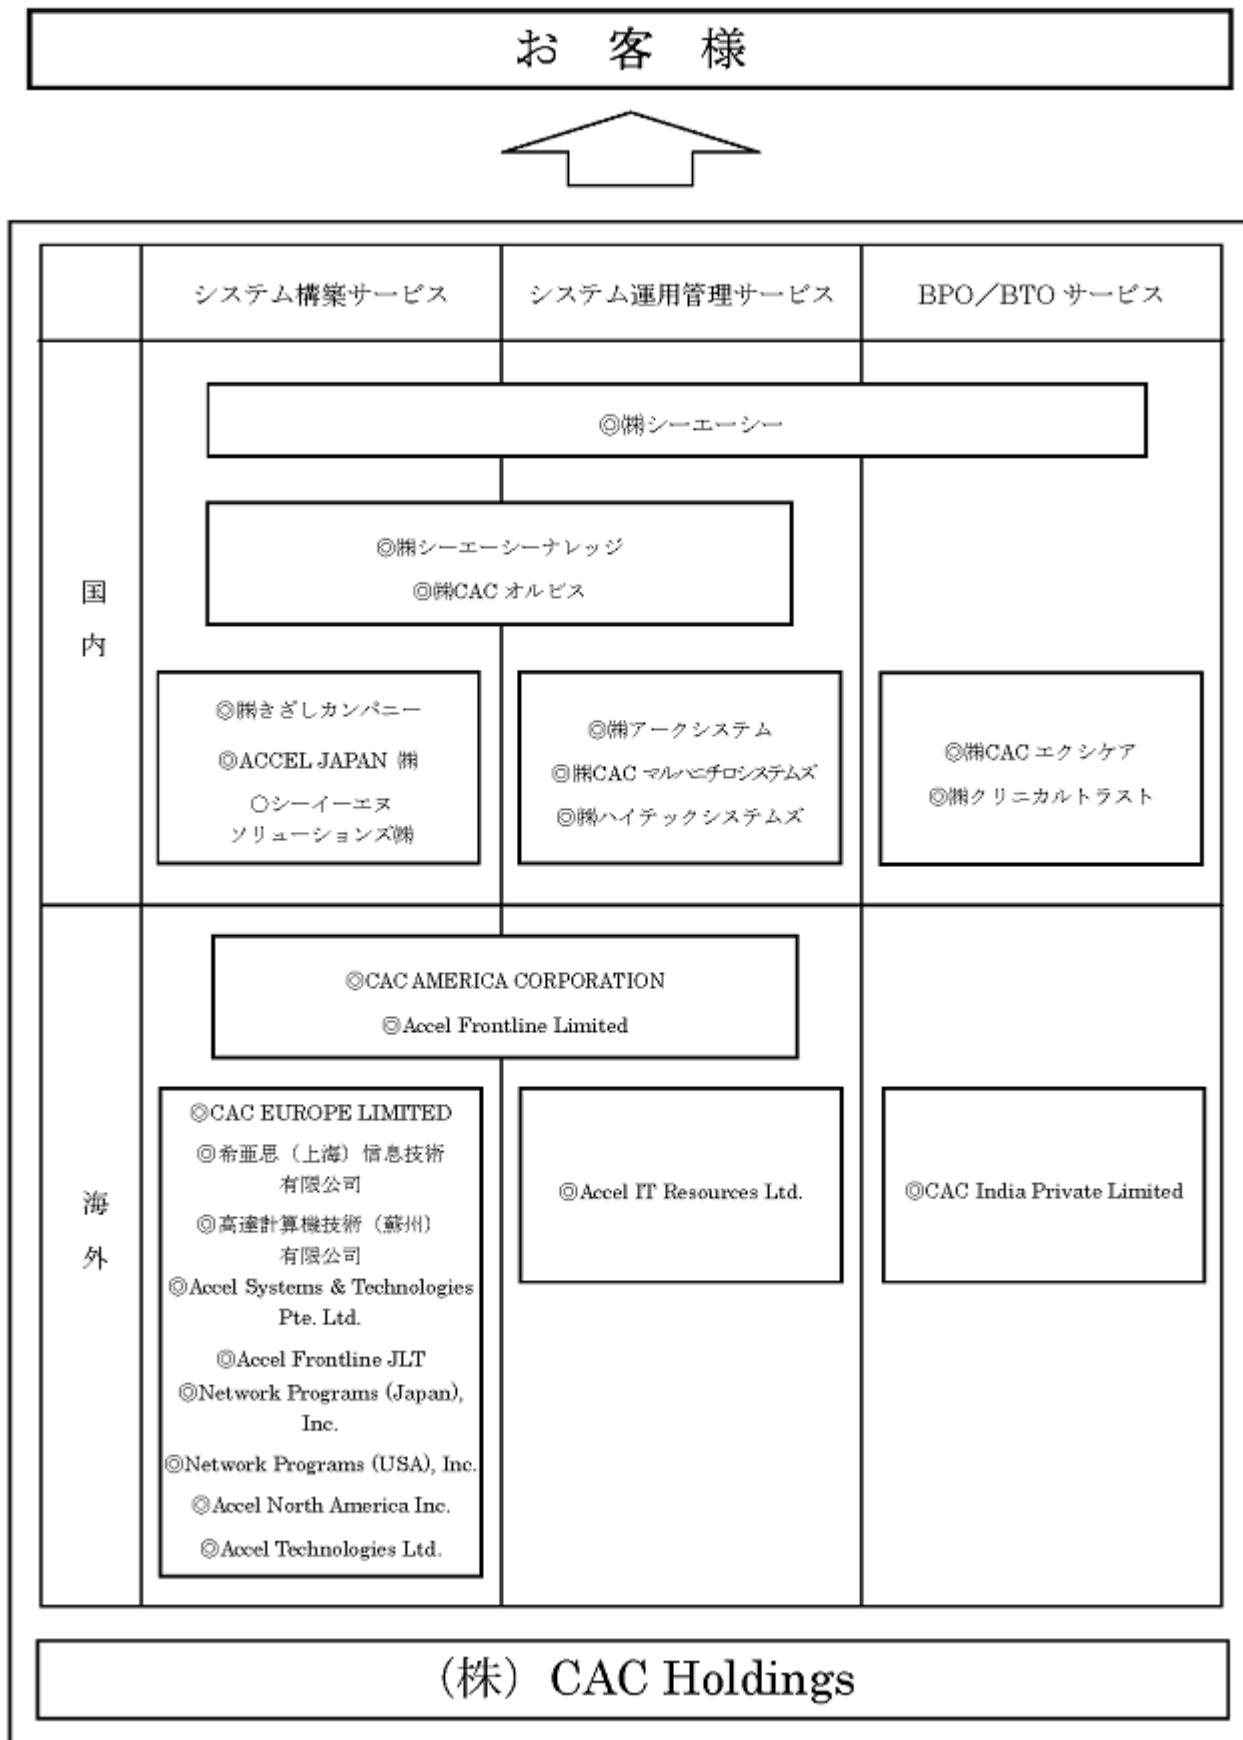 お 客 様
システム構築サービス
システム運用管理サービス
BPO／BTO サービス
国内
◎㈱シーエーシー
◎㈱シーエーシーナレッジ
◎㈱CAC オルビス
◎㈱きざしカンパニー
◎ACCEL JAPAN ㈱
○シーイーエヌ
ソリューションズ㈱
◎㈱アークシステム
◎㈱CAC マルハニチロシステムズ
◎㈱ハイテックシステムズ
◎㈱CAC エクシケア
◎㈱クリニカルトラスト
海外
◎CAC AMERICA CORPORATION
◎Accel Frontline Limited
◎CAC EUROPE LIMITED
◎希亜思（上海）信息技術
有限公司
◎高達計算機技術（蘇州）
有限公司
◎Accel Systems & Technologies
Pte. Ltd.
◎Accel Frontline JLT
◎Network Programs (Japan),
Inc.
◎Network Programs (USA), Inc.
◎Accel North America Inc.
◎Accel Technologies Ltd.
◎Accel IT Resources Ltd.
◎CAC India Private Limited
（株）CAC Holdings